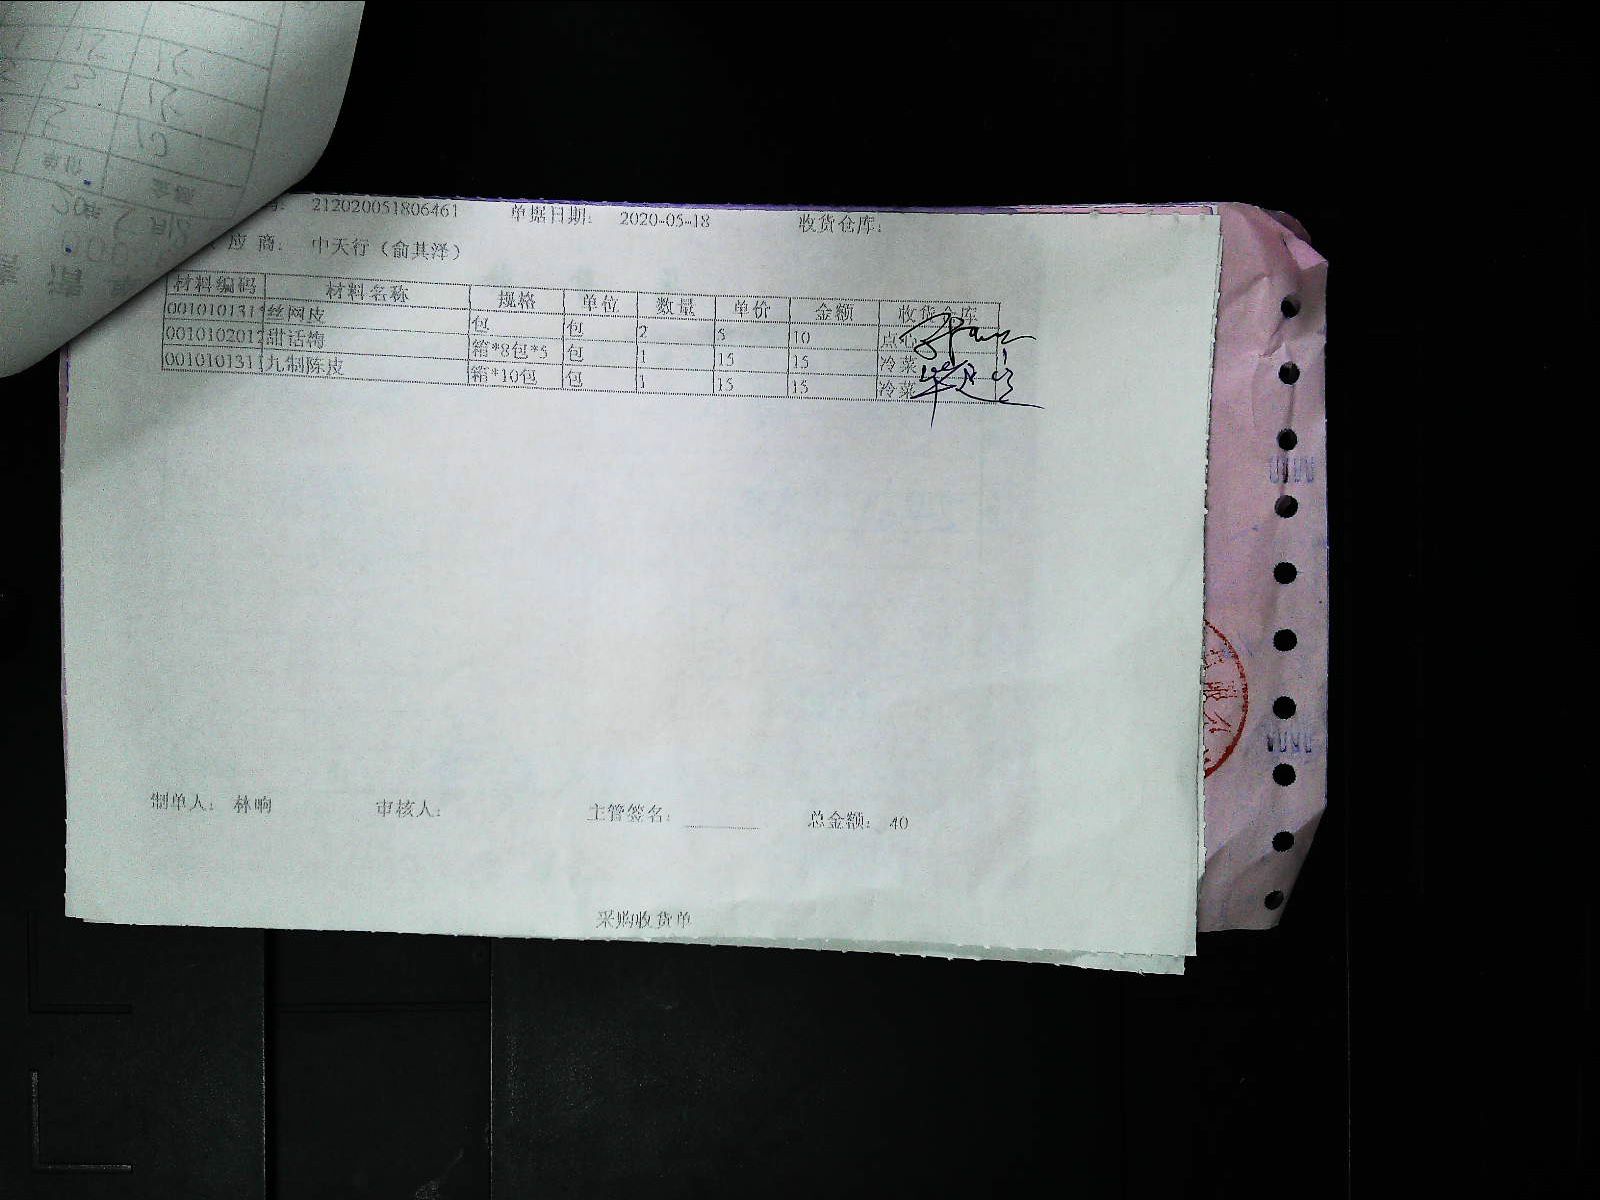 212020051806461 单据日期: 2020-05-18 收货仓库:
应商: 中天行（俞其泽）
材料编码 材料名称 规格 单位 数量 单价 金额 收货 库
001010131 丝网皮 包 包 2 5 10 点心
001010201 甜话梅 箱*8包*5 包 1 15 15 冷菜
001010131 九制陈皮 箱*10包 包 1 15 15 冷菜
制单人: 林响 审核人: 主管签名: 总金额: 40
采购收货单